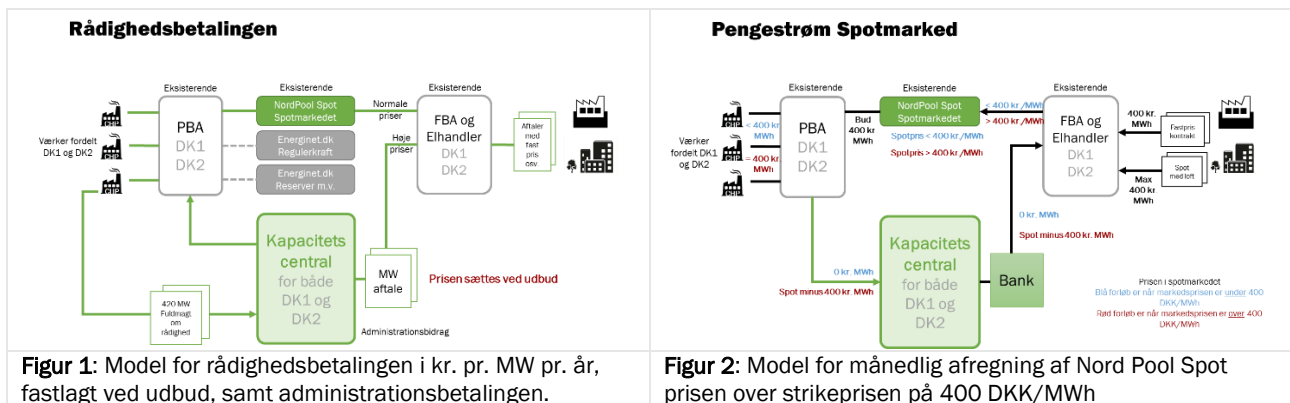 Rådighedsbetalingen
Eksisterende
Eksisterende
Eksisterende
NordPool Spot
Spotmarkedet
Normale
priser
PBA
DK1
DK2
FBA og
Elhandler
DK1
DK2
Aftaler
med
fast
pris
osv.
Værker fordelt
DK1 og DK2
CHP
CHP
CHP
Energinet.dk
Regulerkraft
Høje
priser
Energinet.dk
Reserver m.v.
Kapacitets
central
for både
DK1 og
DK2
MW
aftale
Prisen sættes ved udbud
420 MW
Fuldmagt
om
rådighed
Administrationsbidrag
Figur 1: Model for rådighedsbetalingen i kr. pr. MW pr. år,
fastlagt ved udbud, samt administrationsbetalingen.
Pengestrøm Spotmarked
Eksisterende
Eksisterende
Eksisterende
NordPool Spot
Spotmarkedet
< 400 kr./MWh
> 400 kr./MWh
PBA
DK1
DK2
Bud
400 kr.
MWh
Spotpris < 400 kr./MWh
Spotpris > 400 kr./MWh
FBA og
Elhandler
DK1
DK2
400 kr.
MWh
Fastpris
kontrakt
Spot
med loft
Max
400 kr.
MWh
Værker
fordelt DK1
og DK2
CHP
CHP
CHP
< 400 kr.
MWh
= 400 kr.
MWh
0 kr. MWh
Spot minus 400 kr. MWh
Kapacitets
central
for både
DK1 og
DK2
0 kr. MWh
Spot minus 400 kr. MWh
Bank
Prisen i spotmarkedet
Blå forløb er når markedsprisen er under 400
DKK/MWh
Rød forløb er når markedsprisen er over 400
DKK/MWh
Figur 2: Model for månedlig afregning af Nord Pool Spot
prisen over strikeprisen på 400 DKK/MWh